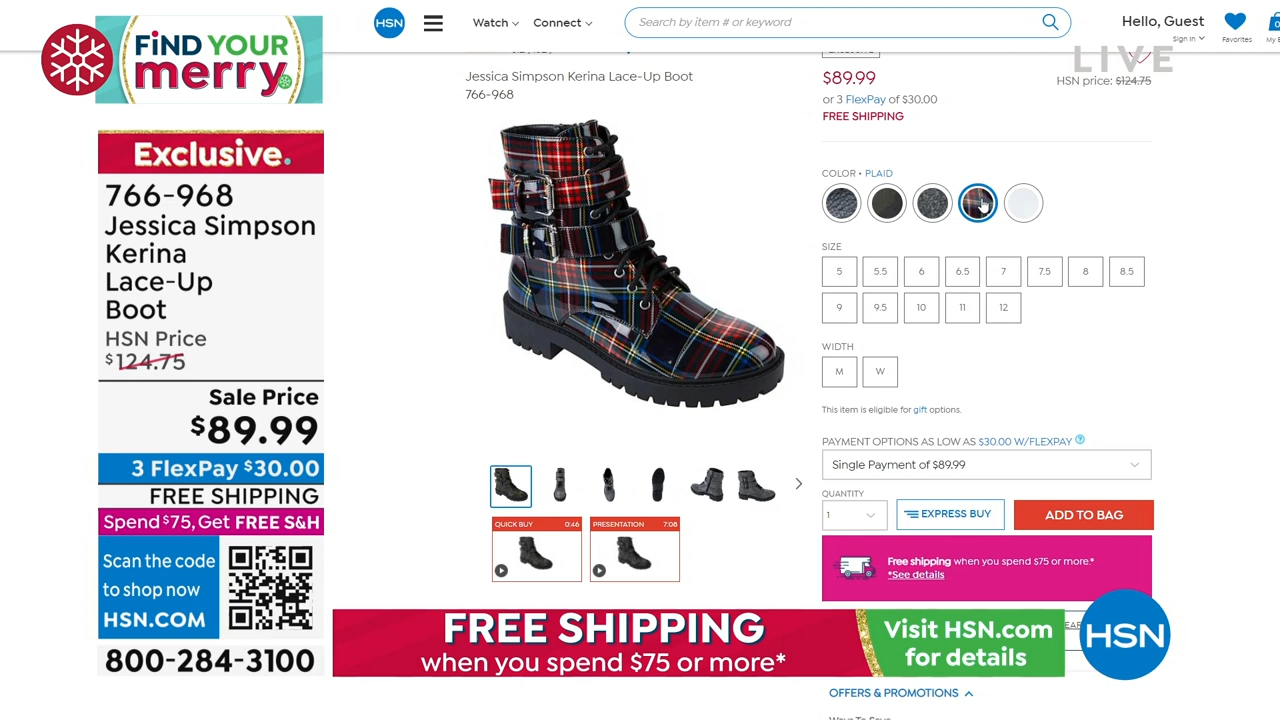 FiND YOUR
merry
Exclusive.
766-968
Jessica Simpson
Kerina
Lace-Up
Boot
HSN Price
$124.75
Sale Price
$89.99
3 FlexPay $30.00
FREE SHIPPING
Spend $75, Get FREE S&H
Scan the code
to shop now
HSN.COM
800-284-3100
HSN
Watch
Connect
Search by item # or keyword
Hello, Guest
Sign In
Favorites
0
LIVE
Jessica Simpson Kerina Lace-Up Boot
766-968
$89.99
HSN price: $124.75
or 3 FlexPay of $30.00
FREE SHIPPING
COLOR • PLAID
SIZE
5 5.5 6 6.5 7 7.5 8 8.5
9 9.5 10 11 12
WIDTH
M W
This item is eligible for gift options.
PAYMENT OPTIONS AS LOW AS $30.00 W/FLEXPAY ?
Single Payment of $89.99
QUANTITY
1
EXPRESS BUY
ADD TO BAG
Free shipping when you spend $75 or more.*
*See details
QUICK BUY 0:46
PRESENTATION 7:08
FREE SHIPPING
when you spend $75 or more*
Visit HSN.com
for details
HSN
OFFERS & PROMOTIONS